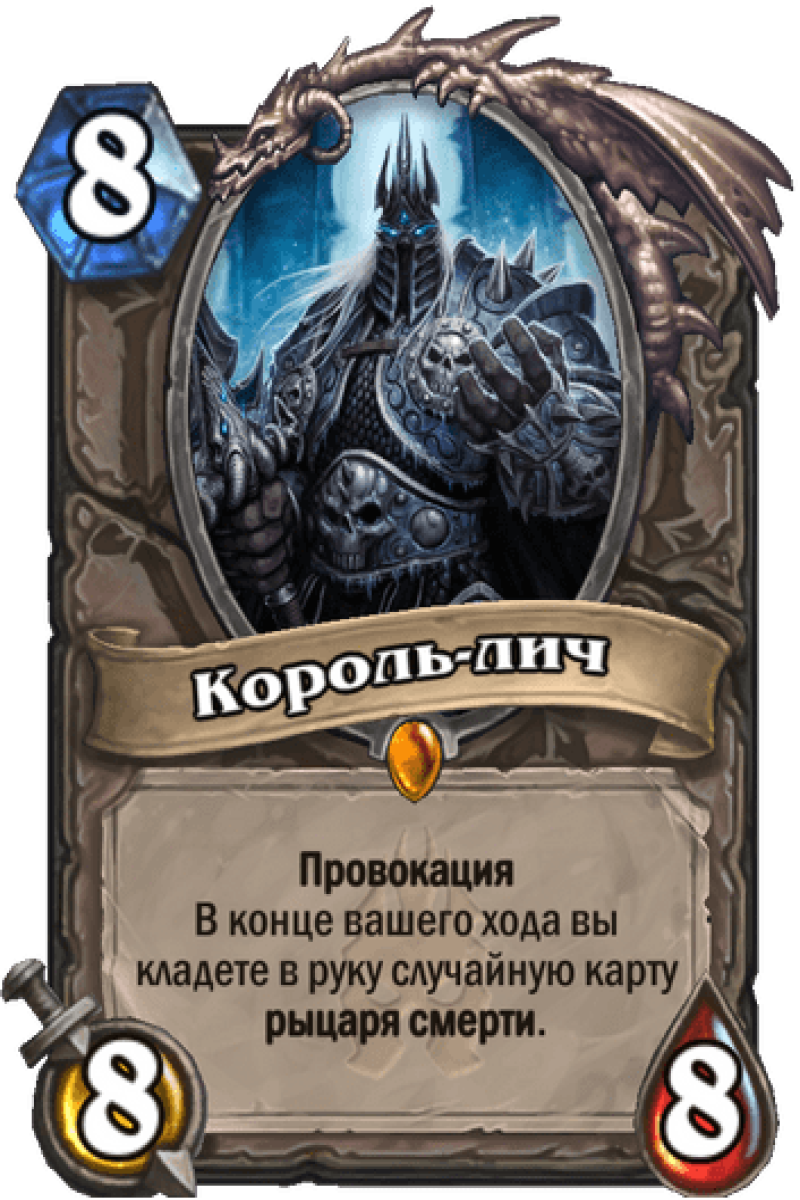 8
Король-лич
Провокация
В конце вашего хода вы
кладете в руку случайную карту
рыцаря смерти.
8
8